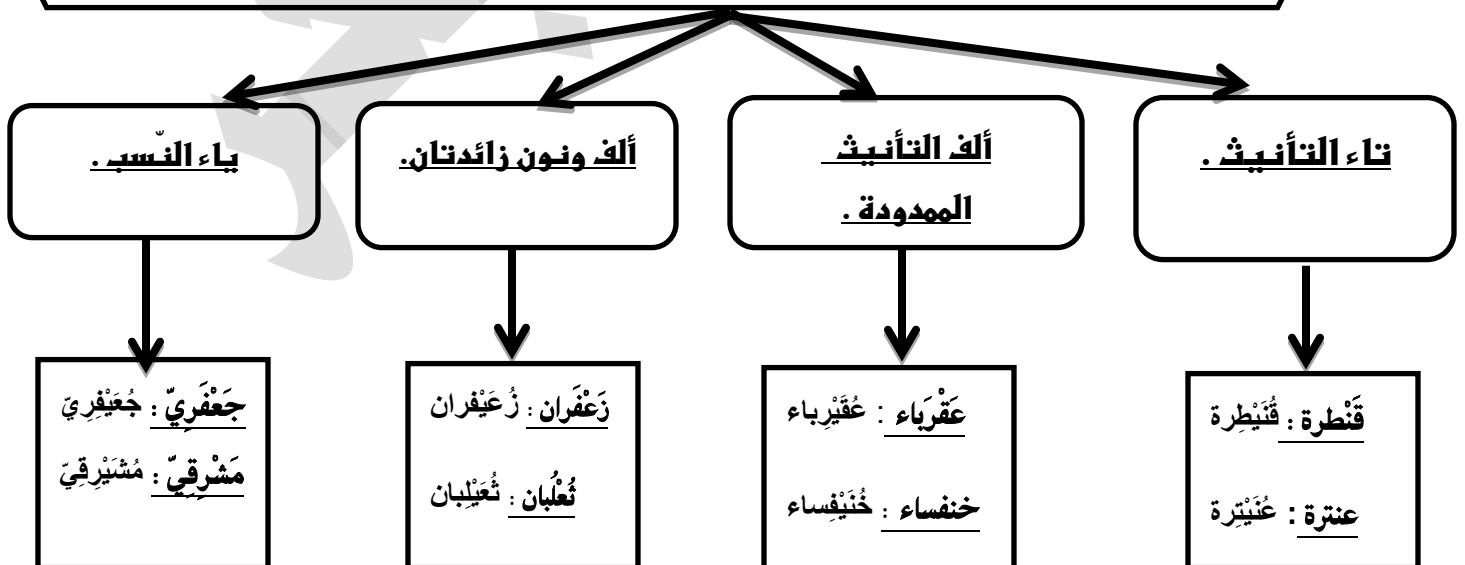 تاء التأنيث .
ألف التأنيث
الممدودة .
ألف ونون زائدتان.
ياء النّسب .
قَنْطرة : قُنَيْطِرة
عنترة : عُنَيْتِرة
عَقْرَباء : عُقَيْرِباء
خنفساء : خُنَيْفِساء
زَعْفَران : زُعَيْفران
ثُعْلُبان : ثُعَيْلِبان
جَعْفَرِيّ : جُعَيْفِرِيّ
مَشْرِقِيّ : مُشَيْرِقِيّ